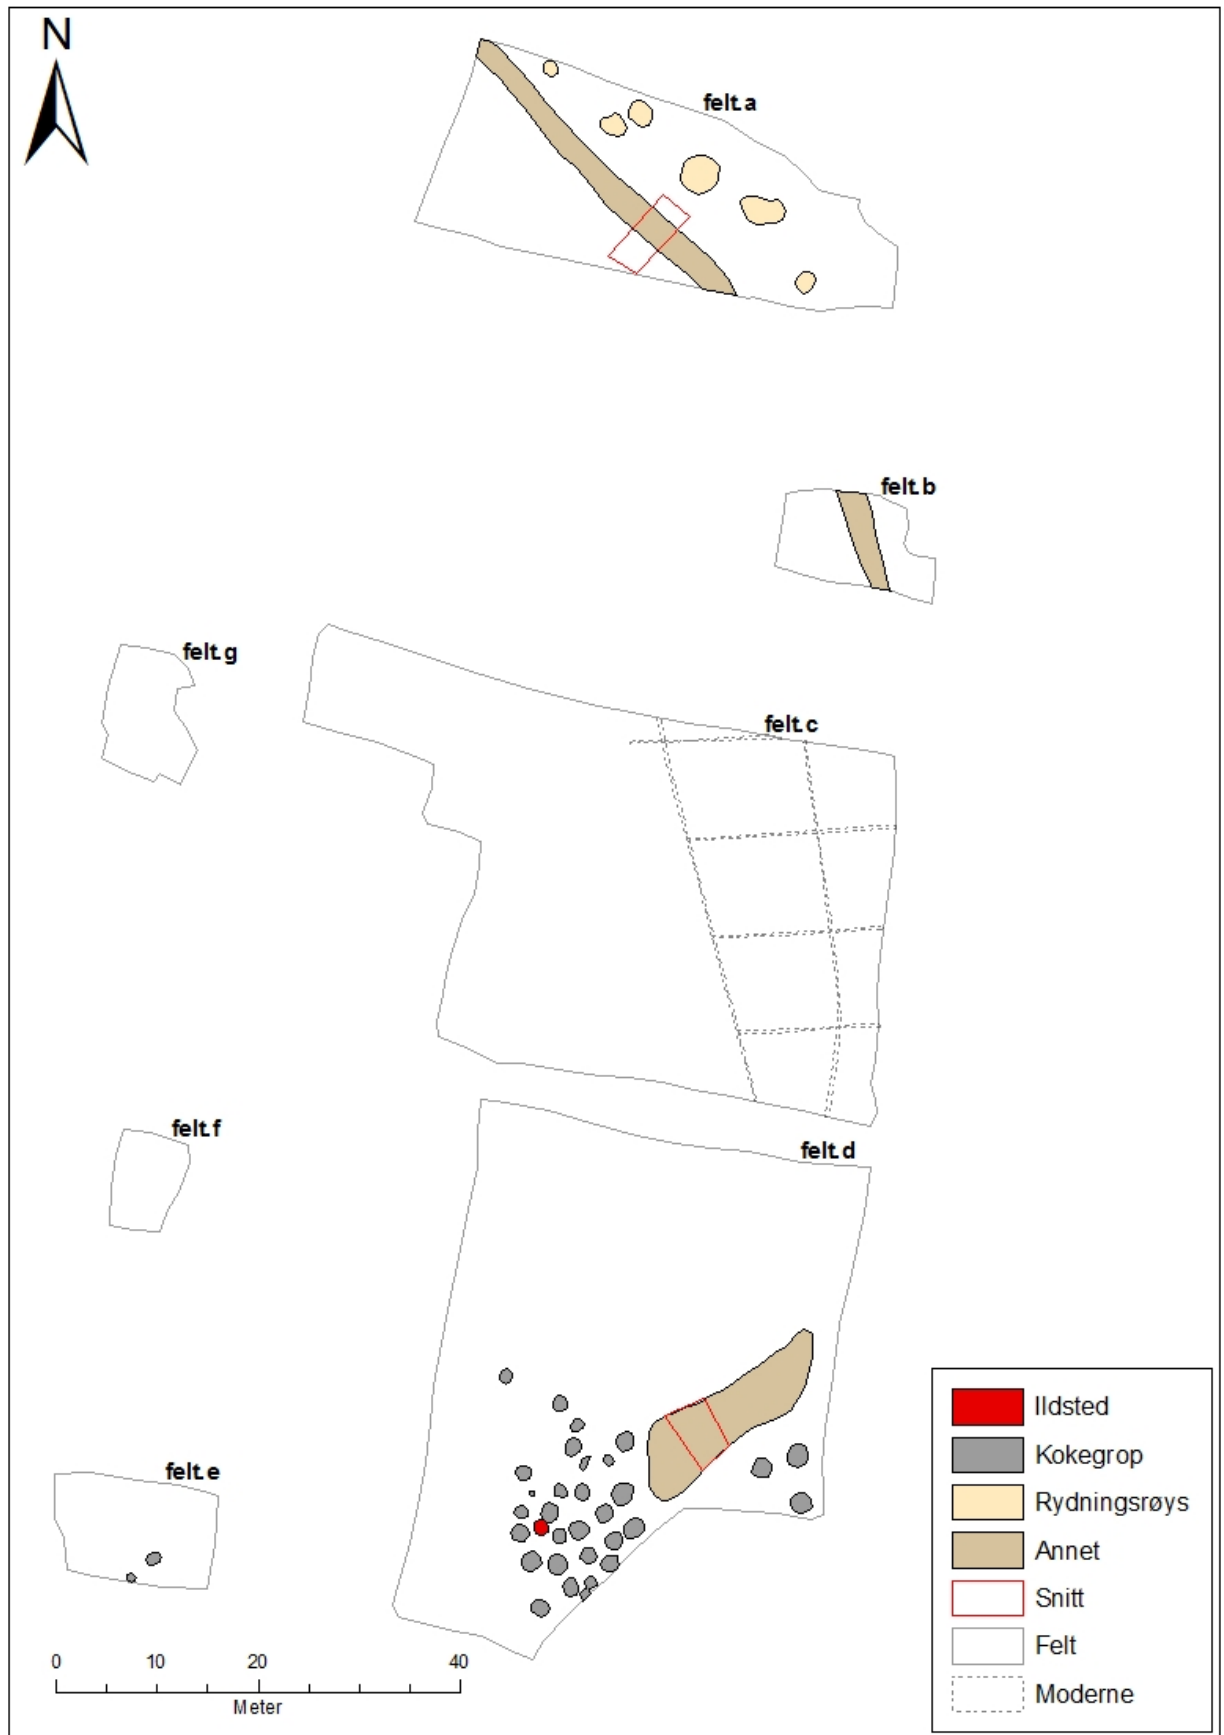 N
felt.a
felt.b
felt.g
felt.c
felt.f
felt.d
felt.e
0 10 20 40
Meter
Ildsted
Kokegrop
Rydningsrøys
Annet
Snitt
Felt
Moderne